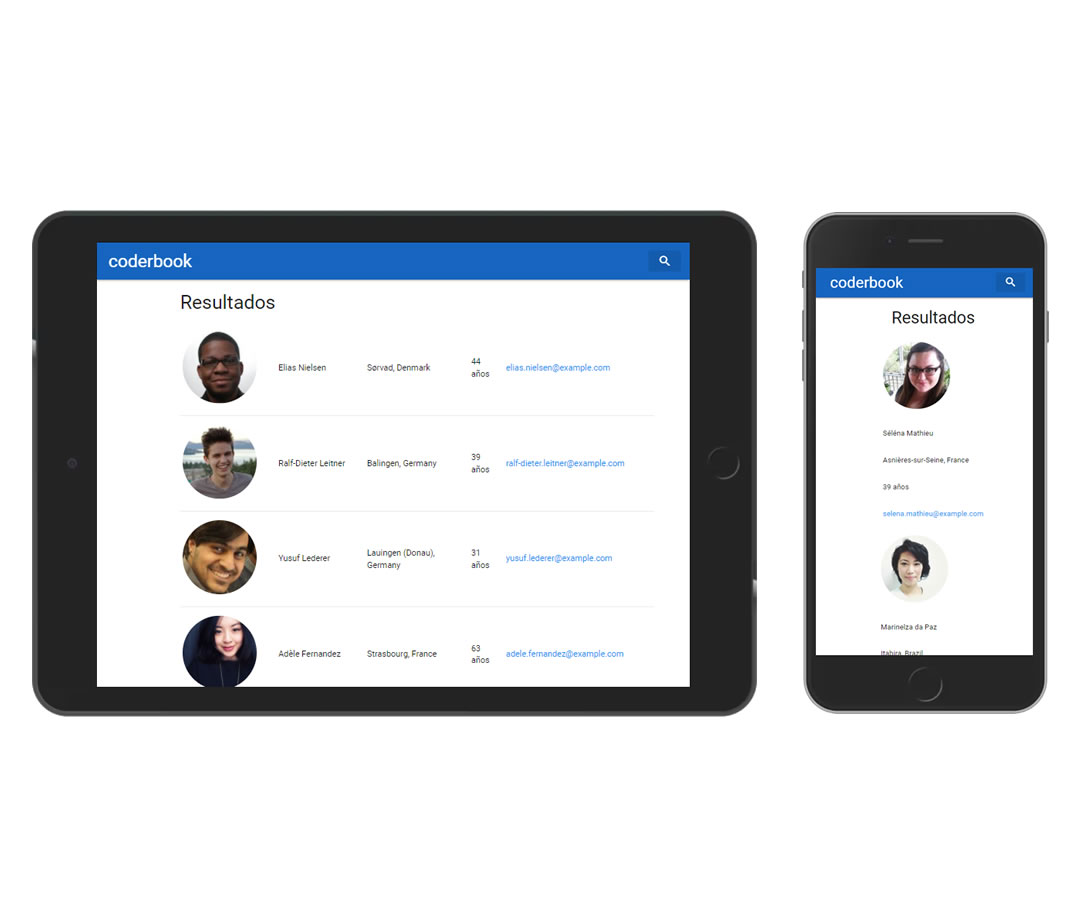 coderbook
Resultados
Elias Nielsen
Sørvad, Denmark
44
años
elias.nielsen@example.com
Ralf-Dieter Leitner
Balingen, Germany
39
años
ralf-dieter.leitner@example.com
Yusuf Lederer
Lauingen (Donau),
Germany
31
años
yusuf.lederer@example.com
Adèle Fernandez
Strasbourg, France
63
años
adele.fernandez@example.com
coderbook
Resultados
Séléna Mathieu
Asnières-sur-Seine, France
39 años
selena.mathieu@example.com
Marinelza da Paz
Itabira, Brazil